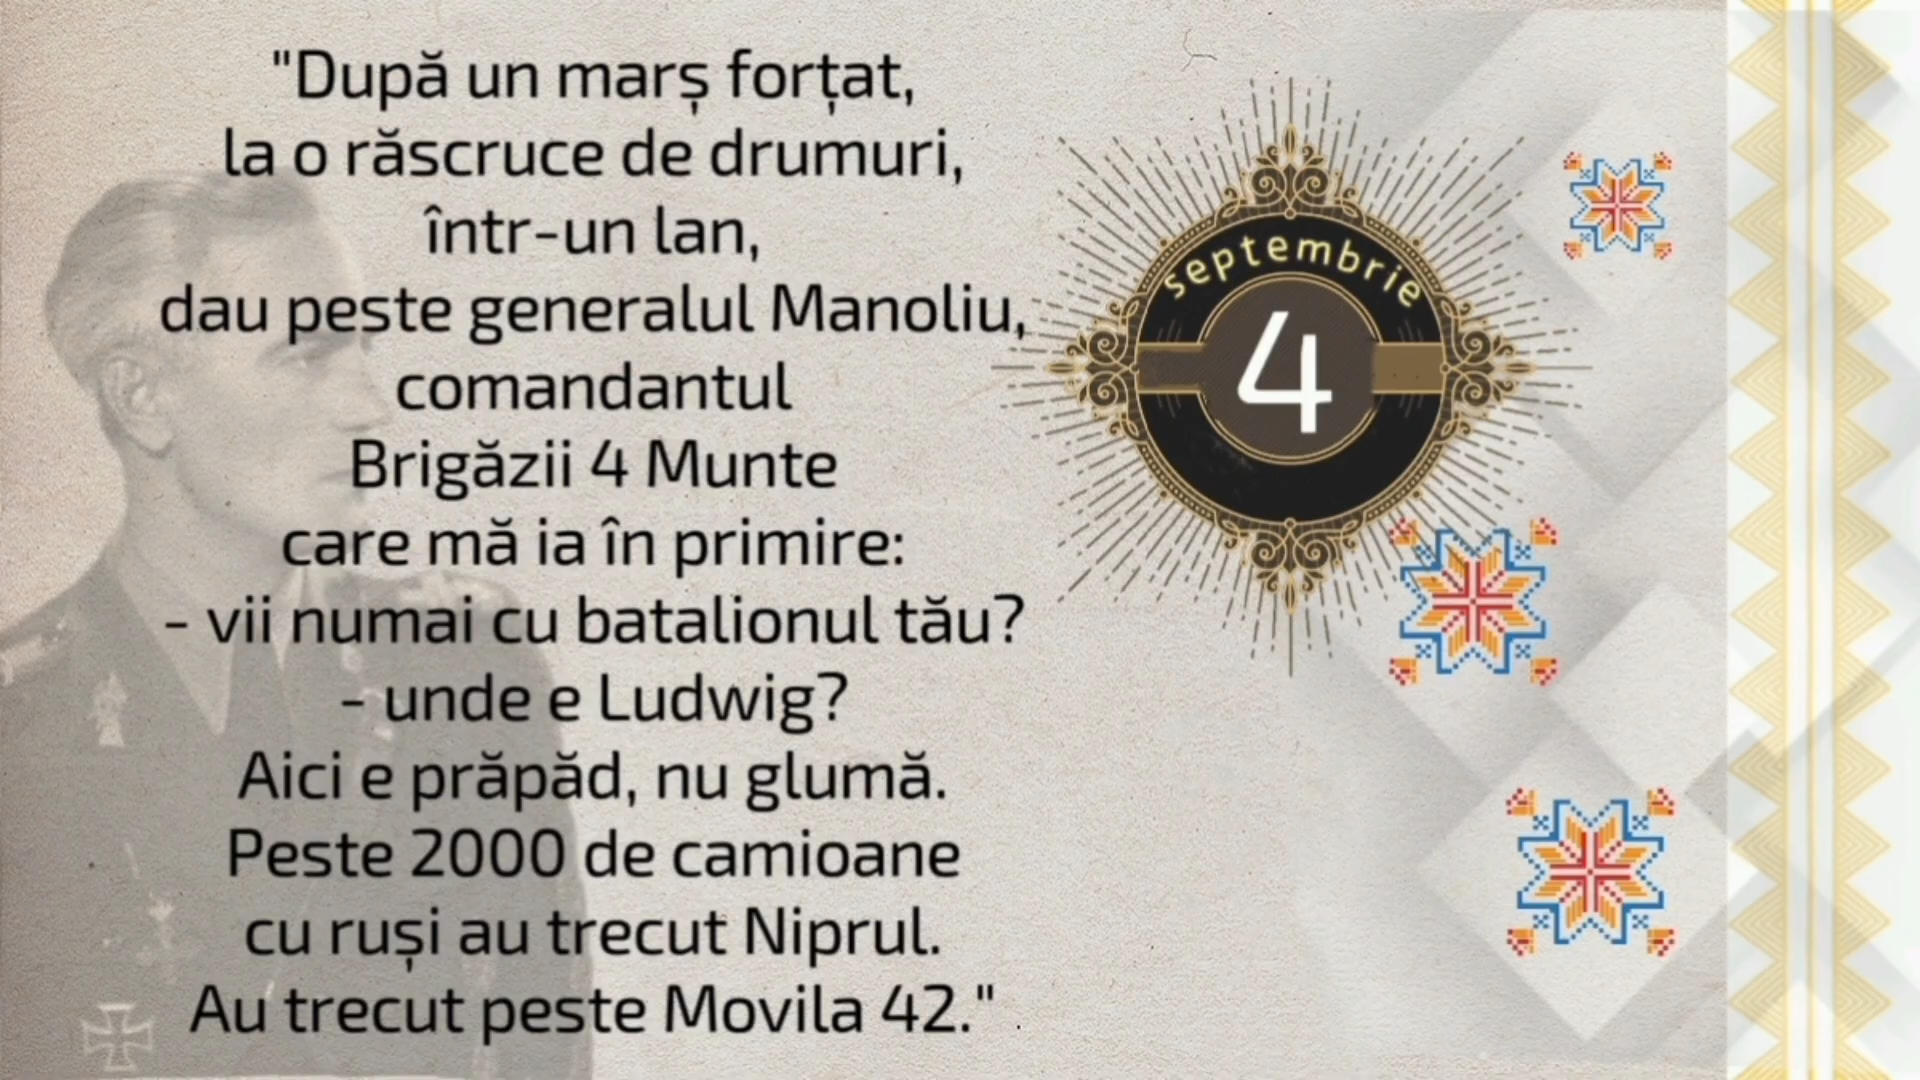 "După un marș forțat,
la o răscruce de drumuri,
într-un lan,
dau peste generalul Manoliu,
comandantul
Brigăzii 4 Munte
care mă ia în primire:
- vii numai cu batalionul tău?
- unde e Ludwig?
Aici e prăpăd, nu glumă.
Peste 2000 de camioane
cu ruși au trecut Niprul.
Au trecut peste Movila 42."
septembrie
4